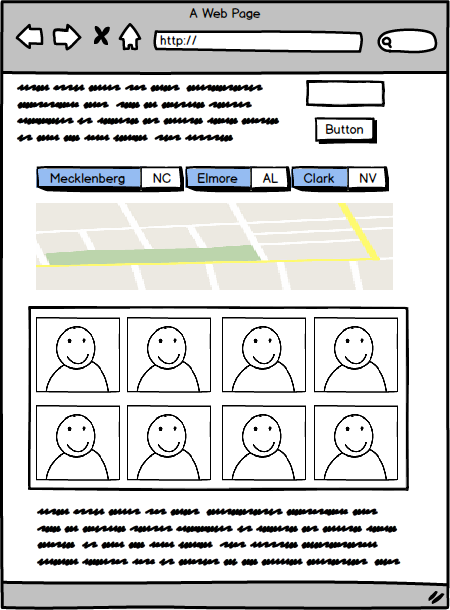 A Web Page
http://
Button
Mecklenberg NC Elmore AL Clark NV